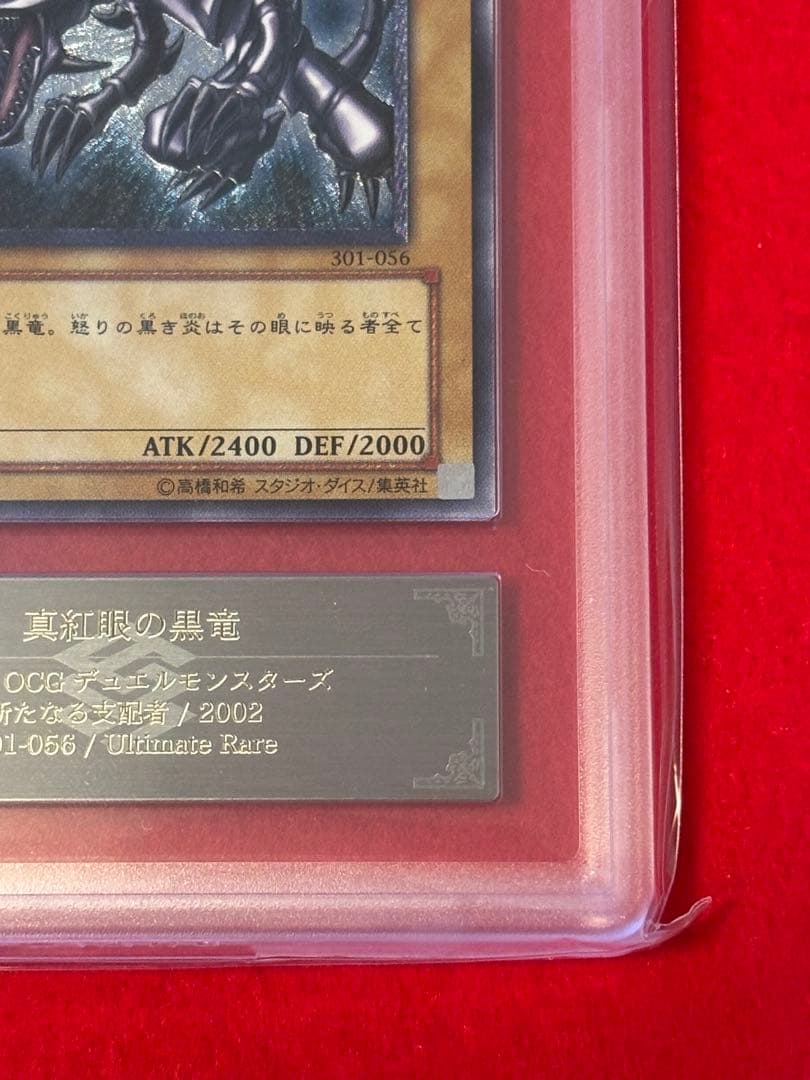 301-056
黒竜。怒りの黒き炎はその眼に映る者全て
ATK/2400 DEF/2000
©高橋和希 スタジオ・ダイス/集英社
真紅眼の黒竜
OCG デュエルモンスターズ
新たなる支配者 / 2002
01-056 / Ultimate Rare